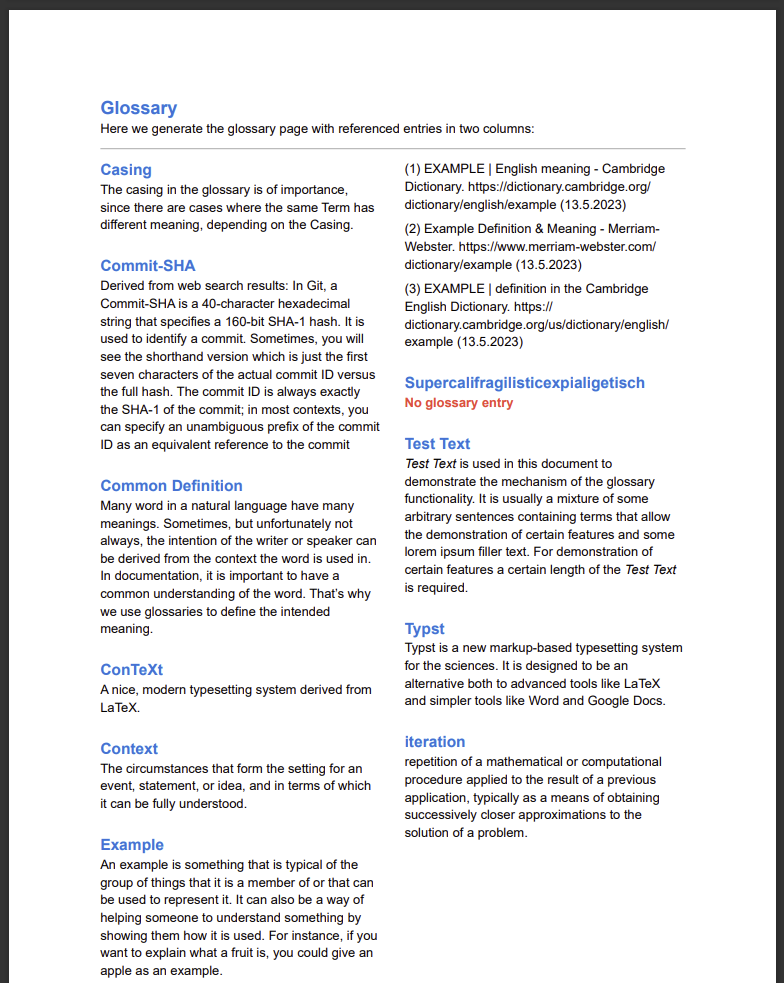 Glossary
Here we generate the glossary page with referenced entries in two columns:
Casing
The casing in the glossary is of importance,
since there are cases where the same Term has
different meaning, depending on the Casing.
Commit-SHA
Derived from web search results: In Git, a
Commit-SHA is a 40-character hexadecimal
string that specifies a 160-bit SHA-1 hash. It is
used to identify a commit. Sometimes, you will
see the shorthand version which is just the first
seven characters of the actual commit ID versus
the full hash. The commit ID is always exactly
the SHA-1 of the commit; in most contexts, you
can specify an unambiguous prefix of the commit
ID as an equivalent reference to the commit
Common Definition
Many word in a natural language have many
meanings. Sometimes, but unfortunately not
always, the intention of the writer or speaker can
be derived from the context the word is used in.
In documentation, it is important to have a
common understanding of the word. That’s why
we use glossaries to define the intended
meaning.
ConTeXt
A nice, modern typesetting system derived from
LaTeX.
Context
The circumstances that form the setting for an
event, statement, or idea, and in terms of which
it can be fully understood.
Example
An example is something that is typical of the
group of things that it is a member of or that can
be used to represent it. It can also be a way of
helping someone to understand something by
showing them how it is used. For instance, if you
want to explain what a fruit is, you could give an
apple as an example.
(1) EXAMPLE | English meaning - Cambridge
Dictionary. https://dictionary.cambridge.org/
dictionary/english/example (13.5.2023)
(2) Example Definition & Meaning - Merriam-
Webster. https://www.merriam-webster.com/
dictionary/example (13.5.2023)
(3) EXAMPLE | definition in the Cambridge
English Dictionary. https://
dictionary.cambridge.org/us/dictionary/english/
example (13.5.2023)
Supercalifragilisticexpialigetisch
No glossary entry
Test Text
Test Text is used in this document to
demonstrate the mechanism of the glossary
functionality. It is usually a mixture of some
arbitrary sentences containing terms that allow
the demonstration of certain features and some
lorem ipsum filler text. For demonstration of
certain features a certain length of the Test Text
is required.
Typst
Typst is a new markup-based typesetting system
for the sciences. It is designed to be an
alternative both to advanced tools like LaTeX
and simpler tools like Word and Google Docs.
iteration
repetition of a mathematical or computational
procedure applied to the result of a previous
application, typically as a means of obtaining
successively closer approximations to the
solution of a problem.